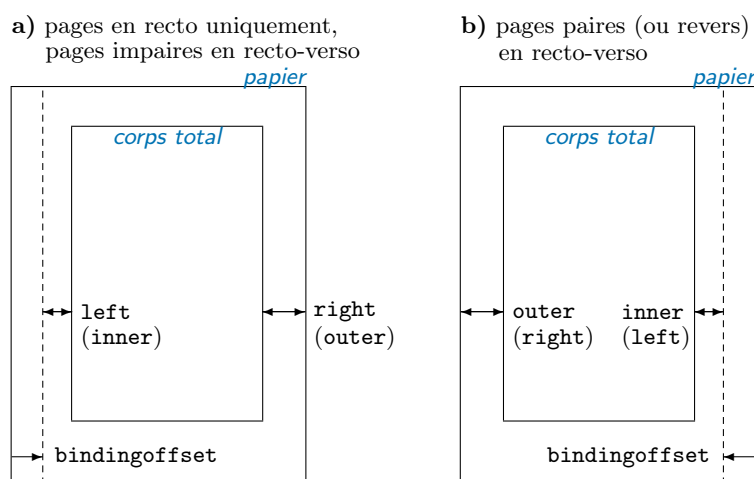 a) pages en recto uniquement,
pages impaires en recto-verso
papier
corps total
left
(inner)
right
(outer)
bindingoffset
b) pages paires (ou revers)
en recto-verso
papier
corps total
outer
(right)
inner
(left)
bindingoffset